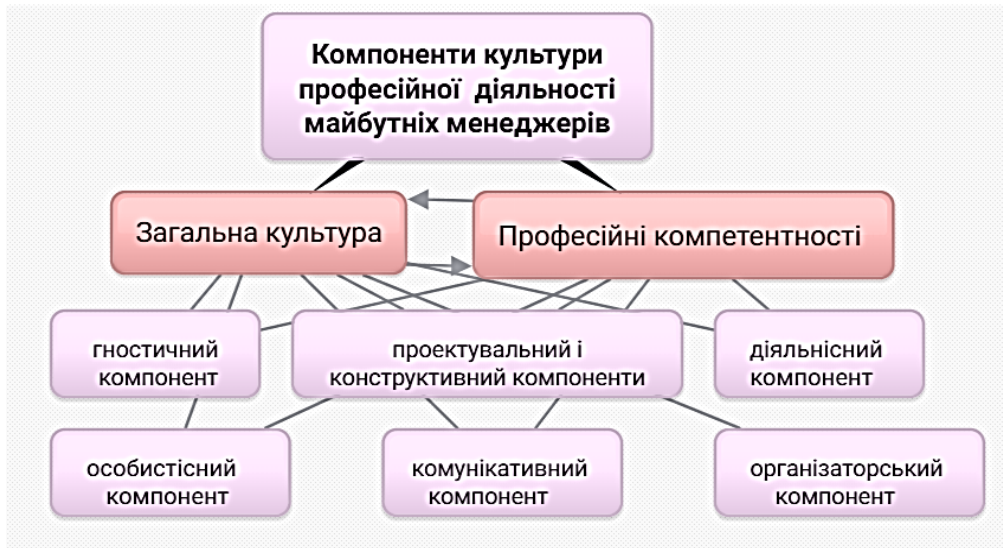 Компоненти культури
професійної діяльності
майбутніх менеджерів
Загальна культура
Професійні компетентності
гностичний
компонент
проектувальний і
конструктивний компоненти
діяльнісний
компонент
особистісний
компонент
комунікативний
компонент
організаторський
компонент